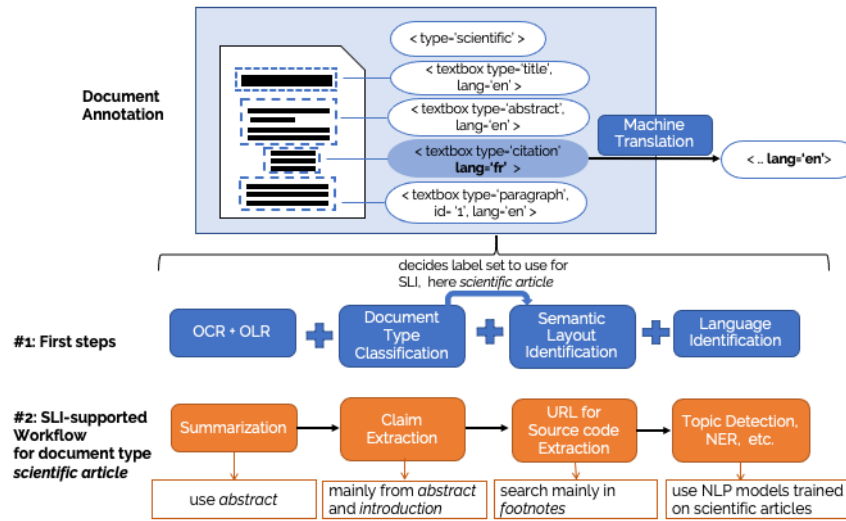 < type='scientific' >
< textbox type='title',
lang='en' >
Document
Annotation
< textbox type='abstract',
lang='en' >
< textbox type='citation'
lang='fr' >
Machine
Translation
< .. lang='en'>
< textbox type='paragraph',
id= '1', lang='en' >
decides label set to use for
SLI, here scientific article
#1: First steps
OCR + OLR
Document
Type
Classification
Semantic
Layout
Identification
Language
Identification
#2: SLI-supported
Workflow
for document type
scientific article
Summarization
Claim
Extraction
URL for
Source code
Extraction
Topic Detection,
NER, etc.
use abstract
mainly from abstract
and introduction
search mainly in
footnotes
use NLP models trained
on scientific articles